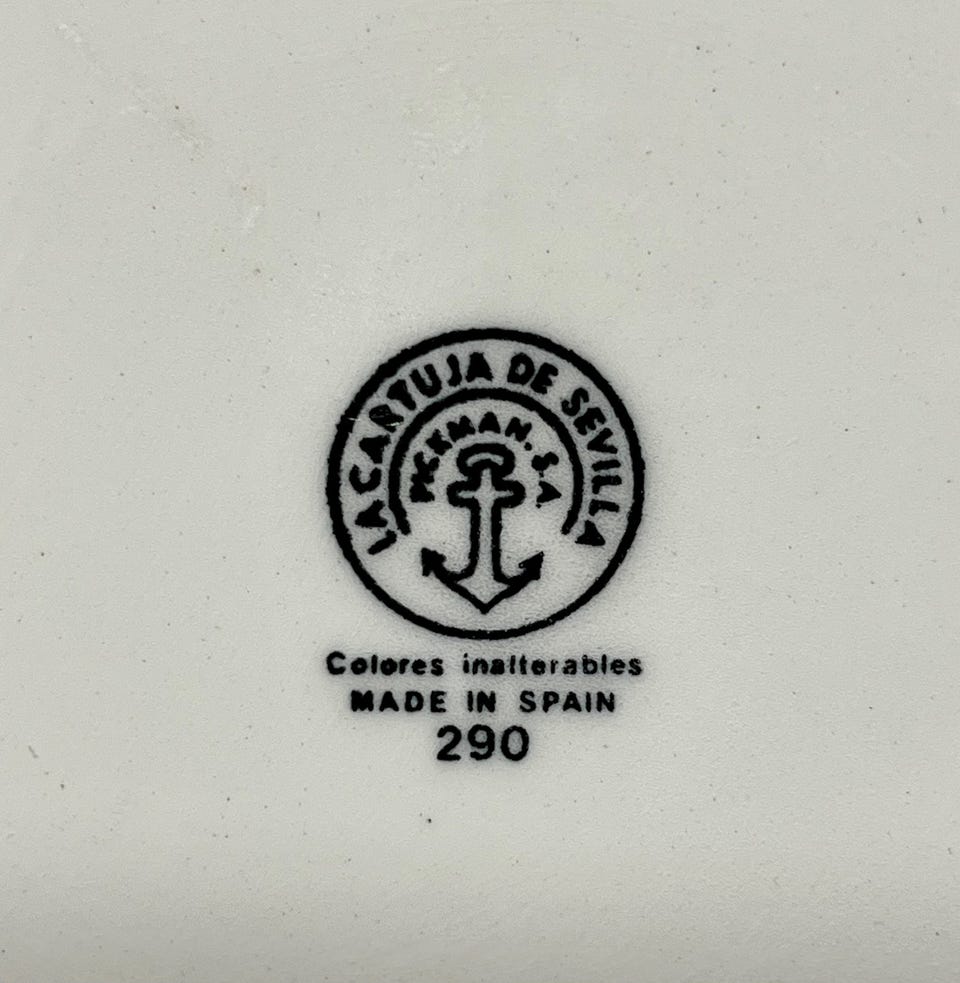 LA CARTUJA DE SEVILLA
PICKMAN. S.A
Colores inalterables
MADE IN SPAIN
290